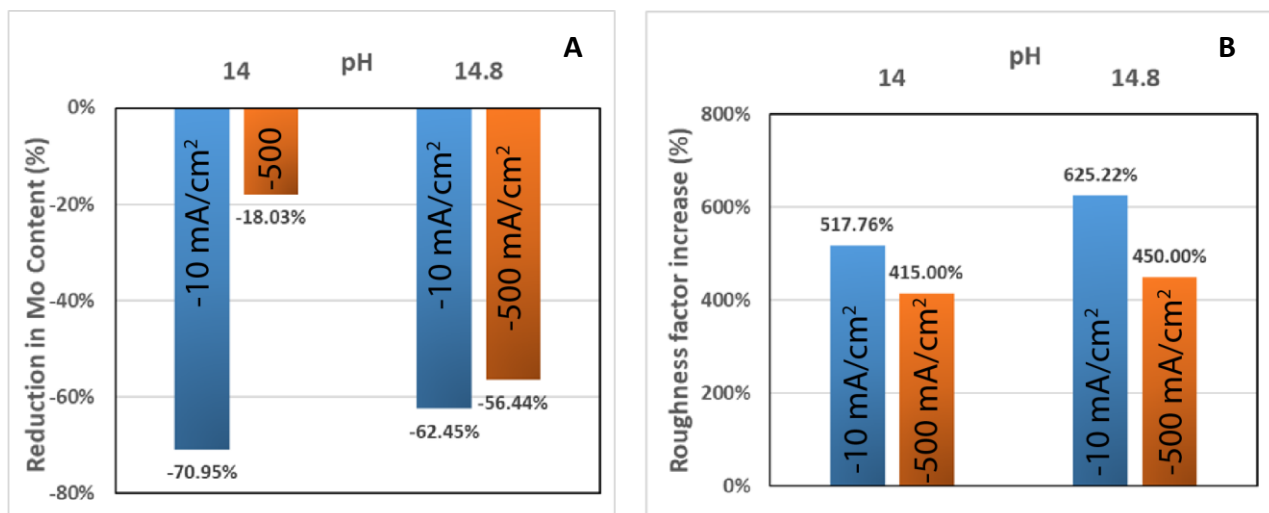 A
pH
14 14.8
Reduction in Mo Content (%)
0%
-20%
-40%
-60%
-80%
-10 mA/cm²
-500
-10 mA/cm²
-500 mA/cm²
-70.95%
-18.03%
-62.45%
-56.44%
B
pH
14 14.8
Roughness factor increase (%)
800%
600%
400%
200%
0%
517.76%
415.00%
625.22%
450.00%
-10 mA/cm²
-500 mA/cm²
-10 mA/cm²
-500 mA/cm²